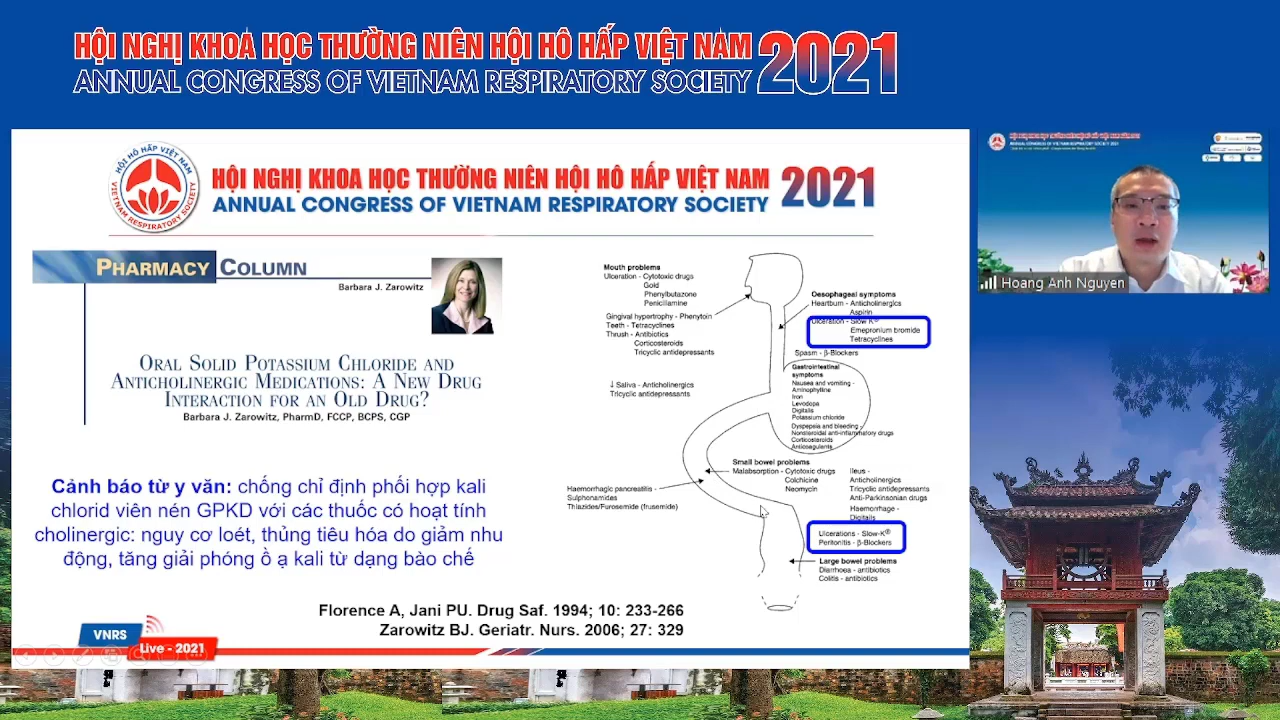 HỘI NGHỊ KHOA HỌC THƯỜNG NIÊN HỘI HÔ HẤP VIỆT NAM 2021
ANNUAL CONGRESS OF VIETNAM RESPIRATORY SOCIETY
HỘI HÔ HẤP VIỆT NAM
VIETNAM RESPIRATORY SOCIETY
HỘI NGHỊ KHOA HỌC THƯỜNG NIÊN HỘI HÔ HẤP VIỆT NAM 2021
ANNUAL CONGRESS OF VIETNAM RESPIRATORY SOCIETY
PHARMACY COLUMN
Barbara J. Zarowitz
ORAL SOLID POTASSIUM CHLORIDE AND
ANTICHOLINERGIC MEDICATIONS: A NEW DRUG
INTERACTION FOR AN OLD DRUG?
Barbara J. Zarowitz, PharmD, FCCP, BCPS, CGP
Cảnh báo từ y văn: chống chỉ định phối hợp kali
chlorid viên nén GPKD với các thuốc có hoạt tính
cholinergic: nguy cơ loét, thủng tiêu hóa do giảm nhu
động, tăng giải phóng ồ ạ kali từ dạng bào chế
Mouth problems
Ulceration - Cytotoxic drugs
Gold
Phenylbutazone
Penicillamine
Gingival hypertrophy - Phenytoin
Teeth - Tetracyclines
Thrush - Antibiotics
Corticosteroids
Tricyclic antidepressants
↓ Saliva - Anticholinergics
Tricyclic antidepressants
Oesophageal symptoms
Heartburn - Anticholinergics
Aspirin
Ulceration - Slow K®
Emepronium bromide
Tetracyclines
Spasm - β-Blockers
Gastrointestinal
symptoms
Nausea and vomiting -
Aminophylline
Iron
Levodopa
Digitalis
Potassium chloride
Dyspepsia and bleeding -
Nonsteroidal anti-inflammatory drugs
Corticosteroids
Anticoagulents
Small bowel problems
Malabsorption - Cytotoxic drugs
Colchicine
Neomycin
Ileus -
Anticholinergics
Tricyclic antidepressants
Anti-Parkinsonian drugs
Haemorrhage -
Digitalis
Haemorrhagic pancreatitis -
Sulphonamides
Thiazides/Furosemide (frusemide)
Ulcerations - Slow-K®
Peritonitis - β-Blockers
Large bowel problems
Diarrhoea - antibiotics
Colitis - antibiotics
Florence A, Jani PU. Drug Saf. 1994; 10: 233-266
Zarowitz BJ. Geriatr. Nurs. 2006; 27: 329
VNRS
Live - 2021
Hoang Anh Nguyen